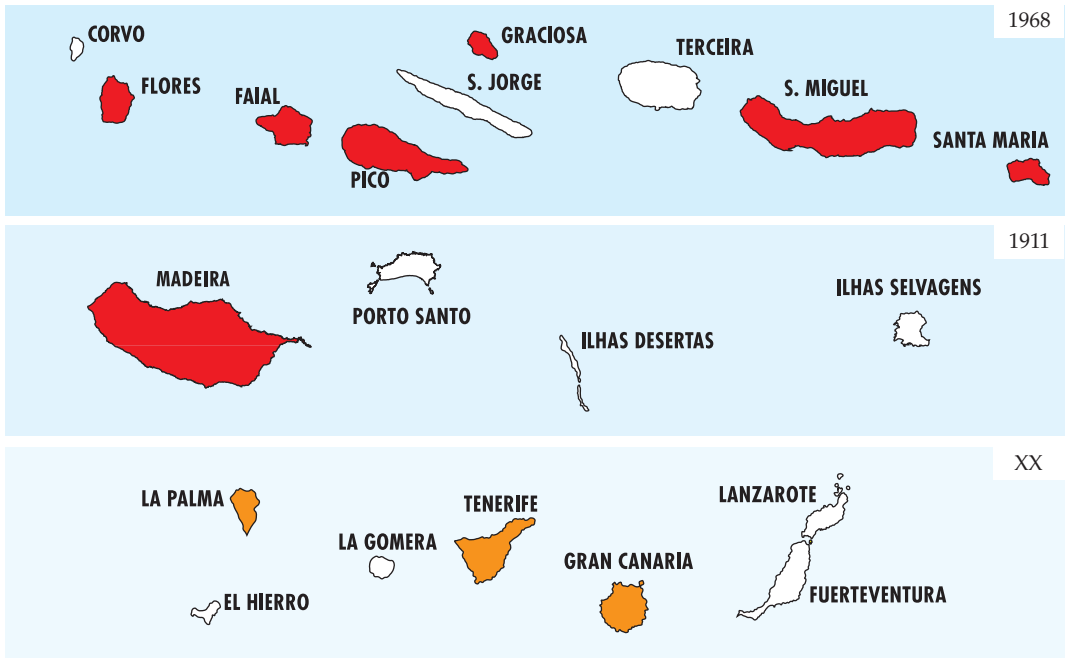 1968
CORVO
FLORES
FAIAL
PICO
GRACIOSA
S. JORGE
TERCEIRA
S. MIGUEL
SANTA MARIA
1911
MADEIRA
PORTO SANTO
ILHAS DESERTAS
ILHAS SELVAGENS
XX
LA PALMA
EL HIERRO
LA GOMERA
TENERIFE
GRAN CANARIA
LANZAROTE
FUERTEVENTURA